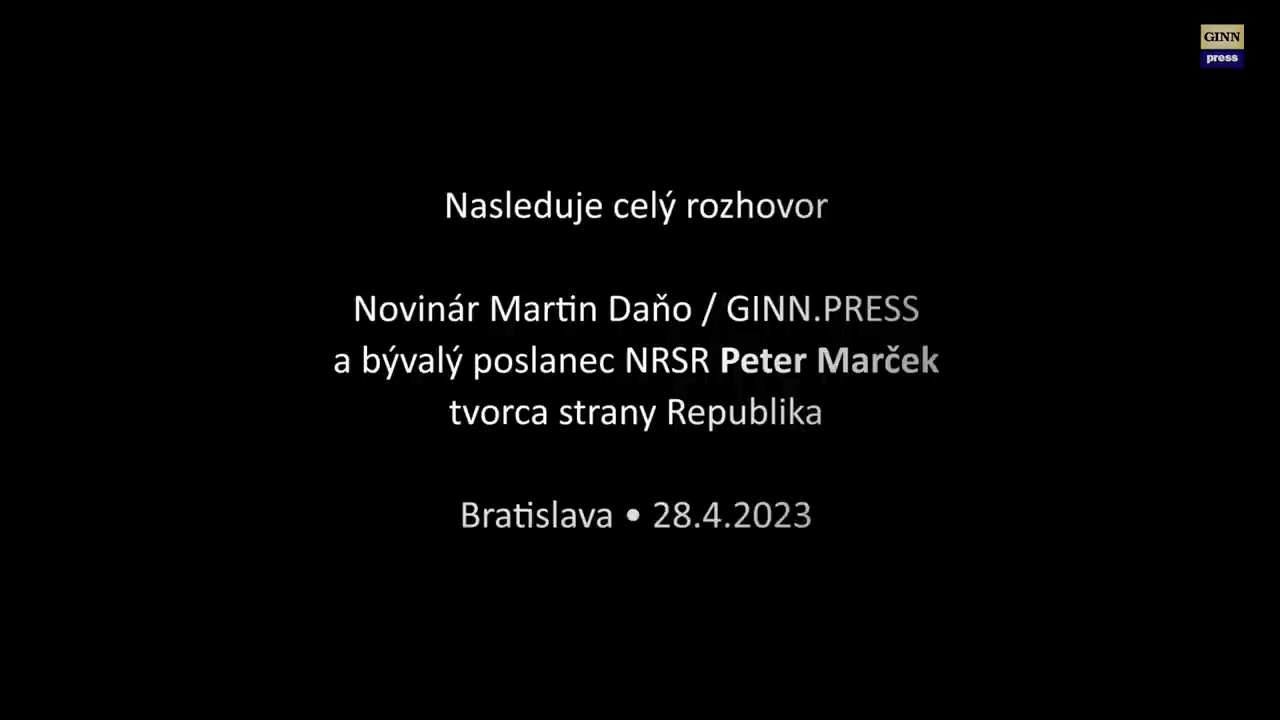 GINN
press
Nasleduje celý rozhovor
Novinár Martin Daňo / GINN.PRESS
a bývalý poslanec NRSR Peter Marček
tvorca strany Republika
Bratislava • 28.4.2023